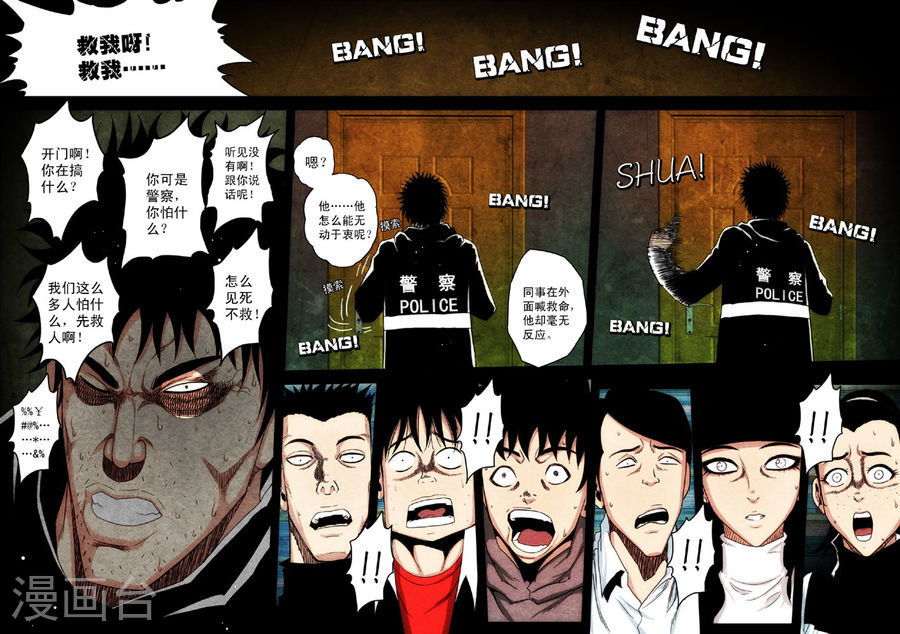 救我呀!
救我……
BANG!
BANG!
BANG!
开门啊!
你在搞
什么?
你可是
警察,
你怕什
么?
听见没
有啊!
跟你说
话呢!
我们这么
多人怕什
么,先救
人啊!
怎么
见死
不救!
%%￥
#@%…
…*…
…&%
嗯?
他……他
怎么能无
动于衷呢?
摸索
摸索
BANG!
警察
POLICE
BANG!
同事在外
面喊救命,
他却毫无
反应。
SHUA!
BANG!
警察
POLICE
BANG!
!!
!!
!!
!!
!!
!!
漫画台